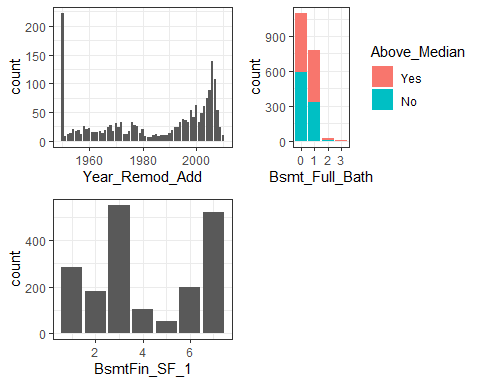 200
150
100
50
0
count
1960 1980 2000
Year_Remod_Add
900
600
300
0
count
0 1 2 3
Bsmt_Full_Bath
Above_Median
Yes
No
400
200
0
count
2 4 6
BsmtFin_SF_1